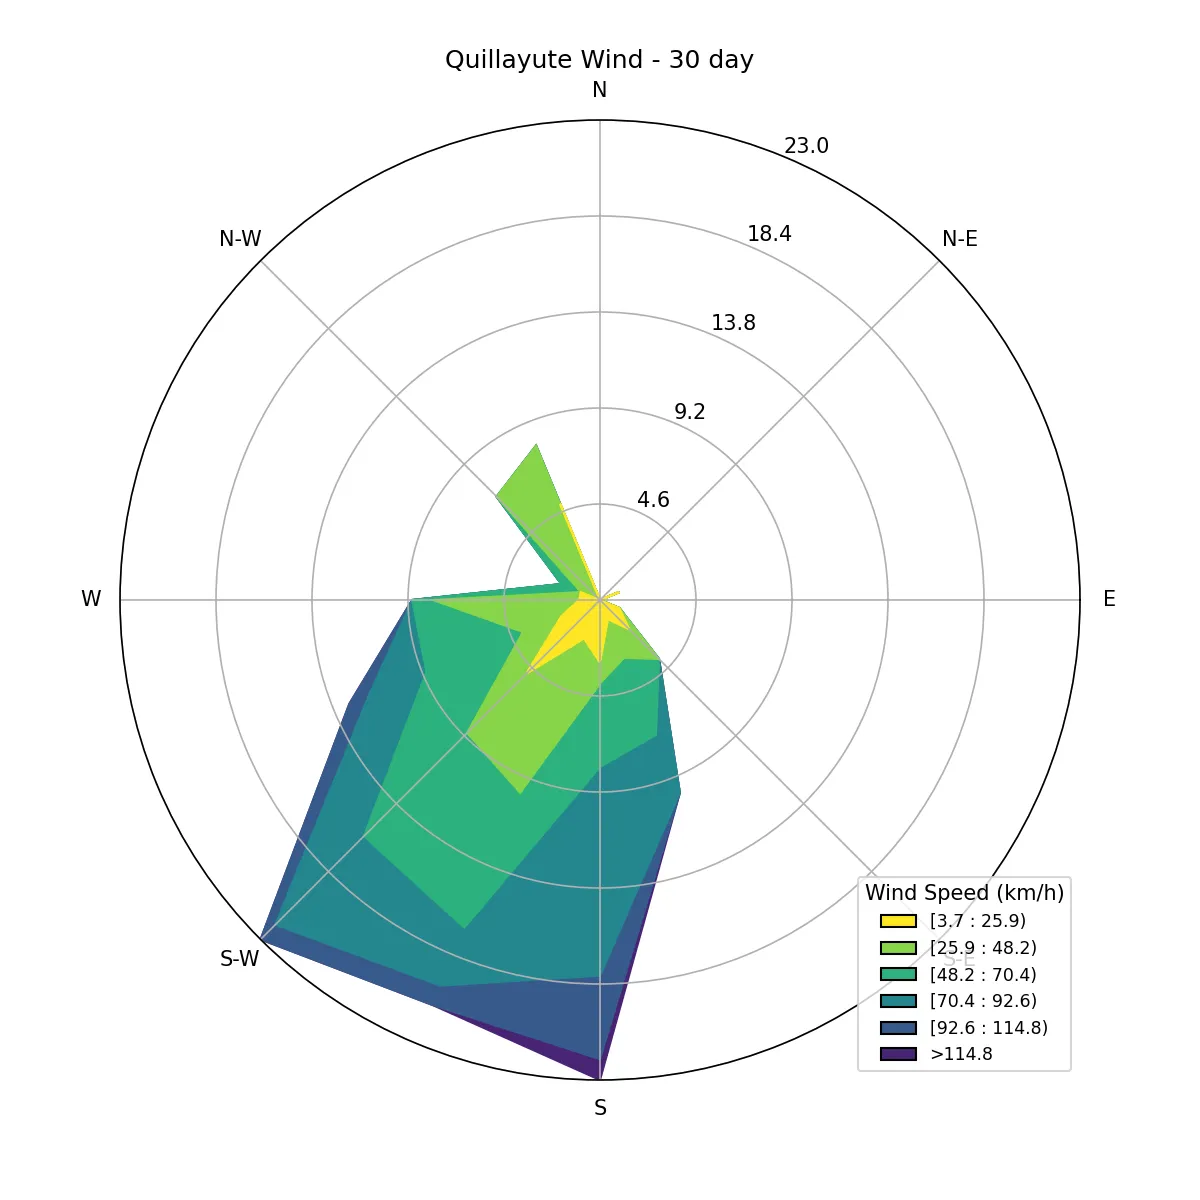 Quillayute Wind - 30 day
N
23.0
N-W
18.4
N-E
13.8
9.2
4.6
W
E
Wind Speed (km/h)
[3.7 : 25.9)
[25.9 : 48.2)
S-W
S-E
[48.2 : 70.4)
[70.4 : 92.6)
[92.6 : 114.8)
>114.8
S